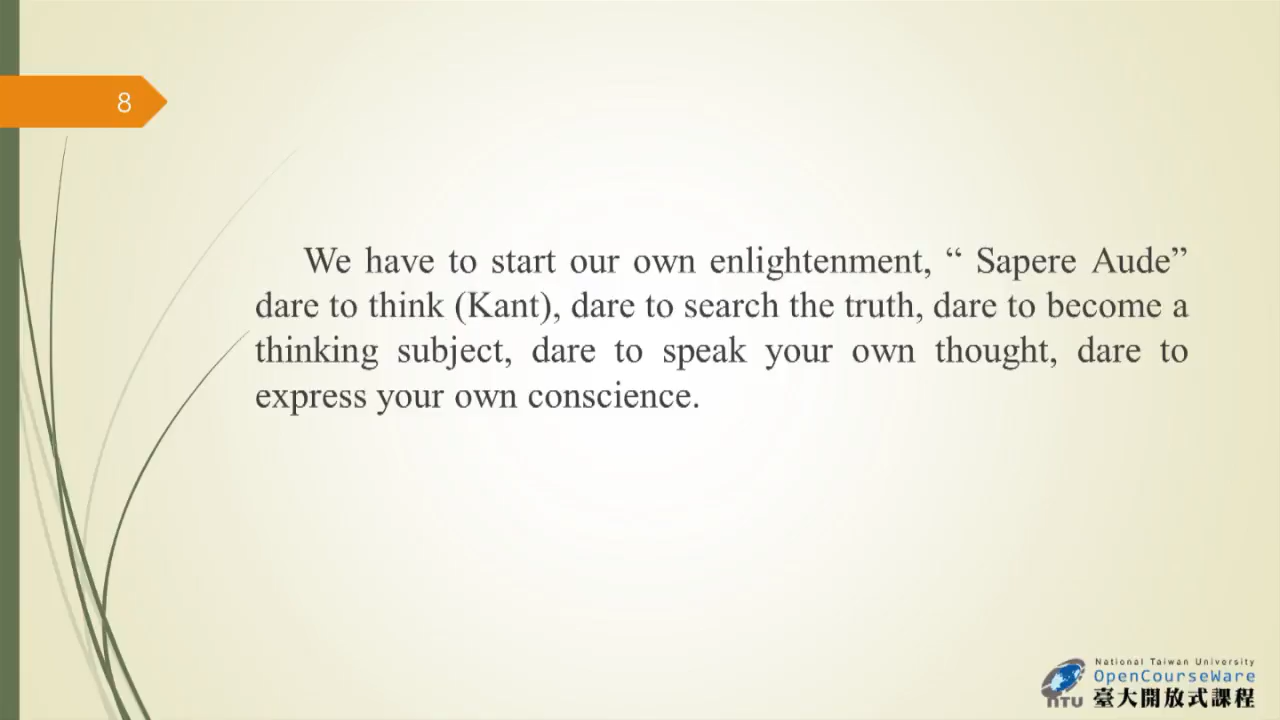 8
We have to start our own enlightenment, “ Sapere Aude”
dare to think (Kant), dare to search the truth, dare to become a
thinking subject, dare to speak your own thought, dare to
express your own conscience.
National Taiwan University
OpenCourseWare
NTU 臺大開放式課程